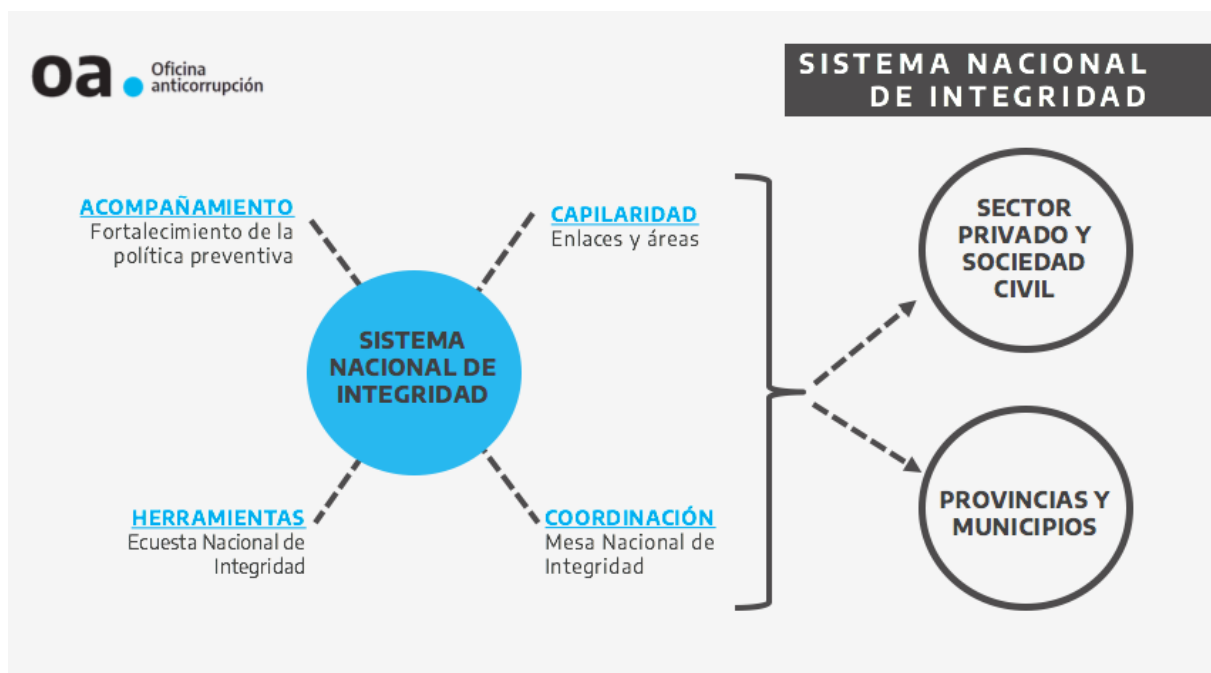 oa.
Oficina
anticorrupción
SISTEMA NACIONAL
DE INTEGRIDAD
ACOMPAÑAMIENTO
Fortalecimiento de la
política preventiva
CAPILARIDAD
Enlaces y áreas
SISTEMA
NACIONAL DE
INTEGRIDAD
HERRAMIENTAS
Ecuesta Nacional de
Integridad
COORDINACIÓN
Mesa Nacional de
Integridad
SECTOR
PRIVADO Y
SOCIEDAD
CIVIL
PROVINCIAS Y
MUNICIPIOS